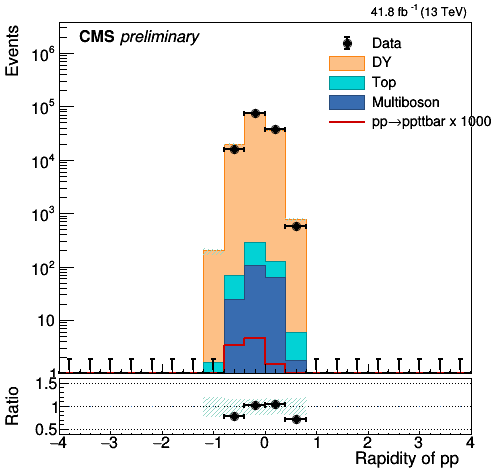 41.8 fb⁻¹ (13 TeV)
CMS preliminary
Events
Data
DY
Top
Multiboson
pp→ppttbar x 1000
10⁶
10⁵
10⁴
10³
10²
10
1
Ratio
1.5
1
0.5
−4 −3 −2 −1 0 1 2 3 4
Rapidity of pp